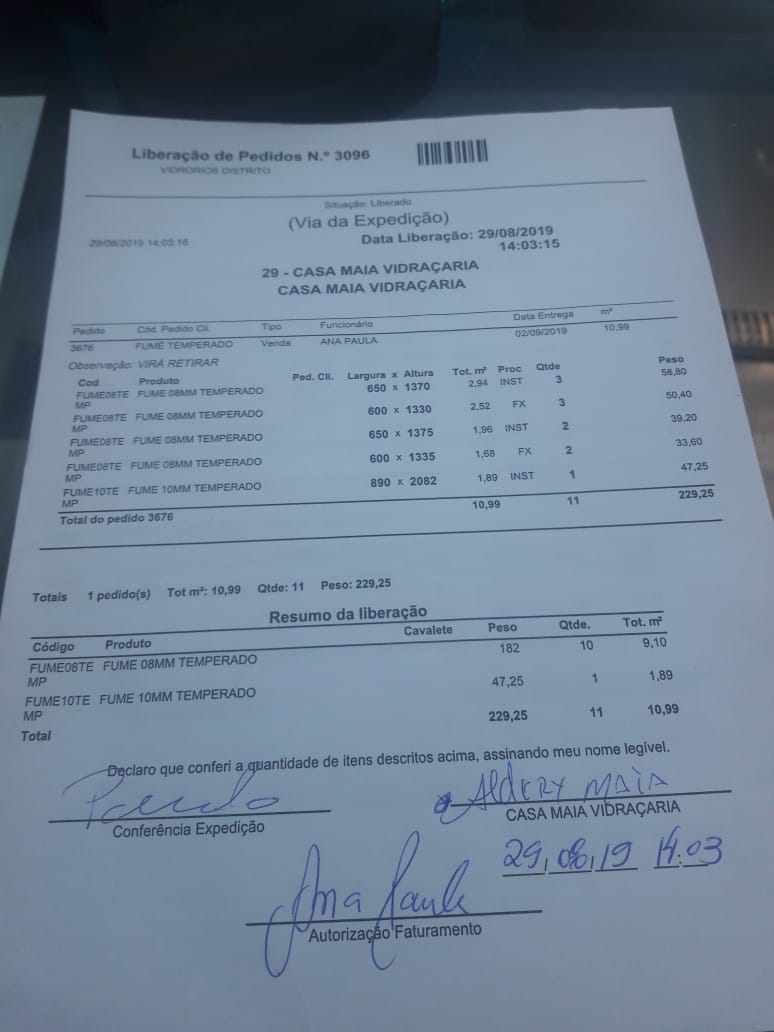 Liberação de Pedidos N.º 3096
VIDRORIOS DISTRITO
Situação: Liberado
(Via da Expedição)
29/08/2019 14:03:16
Data Liberação: 29/08/2019
14:03:15
29 - CASA MAIA VIDRAÇARIA
CASA MAIA VIDRAÇARIA
Pedido Cód. Pedido Cli. Tipo Funcionário Data Entrega m²
3676 FUMÊ TEMPERADO Venda ANA PAULA 02/09/2019 10,99
Observação: VIRÁ RETIRAR
Cod Produto Ped. Cli. Largura x Altura Tot. m² Proc Qtde Peso
FUME08TE FUME 08MM TEMPERADO 650 x 1370 2,94 INST 3 58,80
MP
FUME08TE FUME 08MM TEMPERADO 600 x 1330 2,52 FX 3 50,40
MP
FUME08TE FUME 08MM TEMPERADO 650 x 1375 1,96 INST 2 39,20
MP
FUME08TE FUME 08MM TEMPERADO 600 x 1335 1,68 FX 2 33,60
MP
FUME10TE FUME 10MM TEMPERADO 890 x 2082 1,89 INST 1 47,25
MP
Total do pedido 3676 10,99 11 229,25
Totais 1 pedido(s) Tot m²: 10,99 Qtde: 11 Peso: 229,25
Resumo da liberação
Código Produto Cavalete Peso Qtde. Tot. m²
FUME08TE FUME 08MM TEMPERADO 182 10 9,10
MP
FUME10TE FUME 10MM TEMPERADO 47,25 1 1,89
MP
Total 229,25 11 10,99
Declaro que conferi a quantidade de itens descritos acima, assinando meu nome legível.
Aldery MAIA
Conferência Expedição
CASA MAIA VIDRAÇARIA
29,08,19 14:03
Ana Paula
Autorização Faturamento